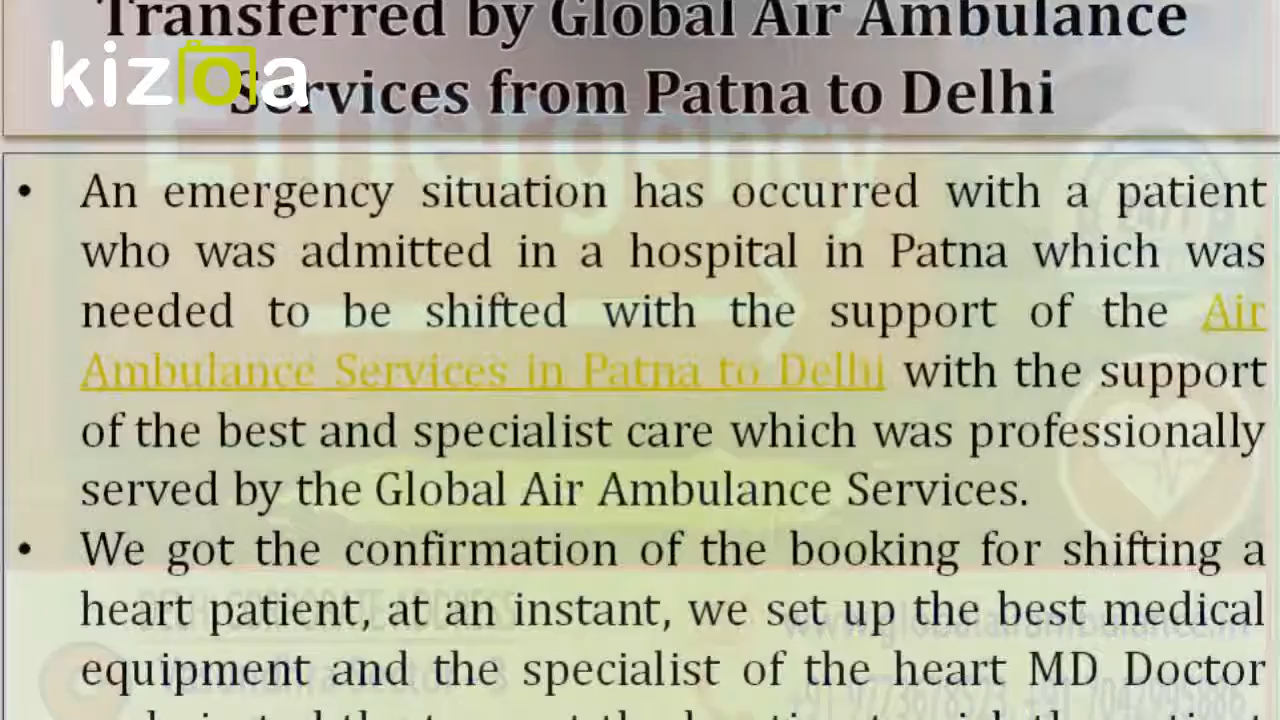 Transferred by Global Air Ambulance
kizoa
Services from Patna to Delhi
Emergency
• An emergency situation has occurred with a patient
who was admitted in a hospital in Patna which was
needed to be shifted with the support of the Air
Ambulance Services in Patna to Delhi with the support
of the best and specialist care which was professionally
served by the Global Air Ambulance Services.
• We got the confirmation of the booking for shifting a
heart patient, at an instant, we set up the best medical
equipment and the specialist of the heart MD Doctor